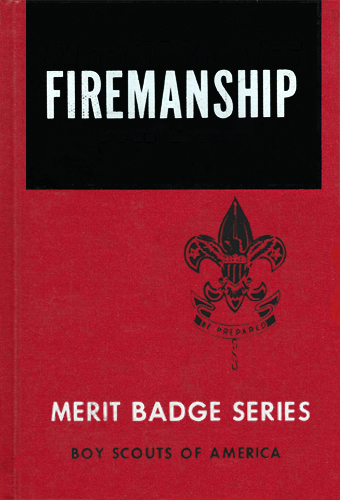 FIREMANSHIP
BE PREPARED
MERIT BADGE SERIES
BOY SCOUTS OF AMERICA